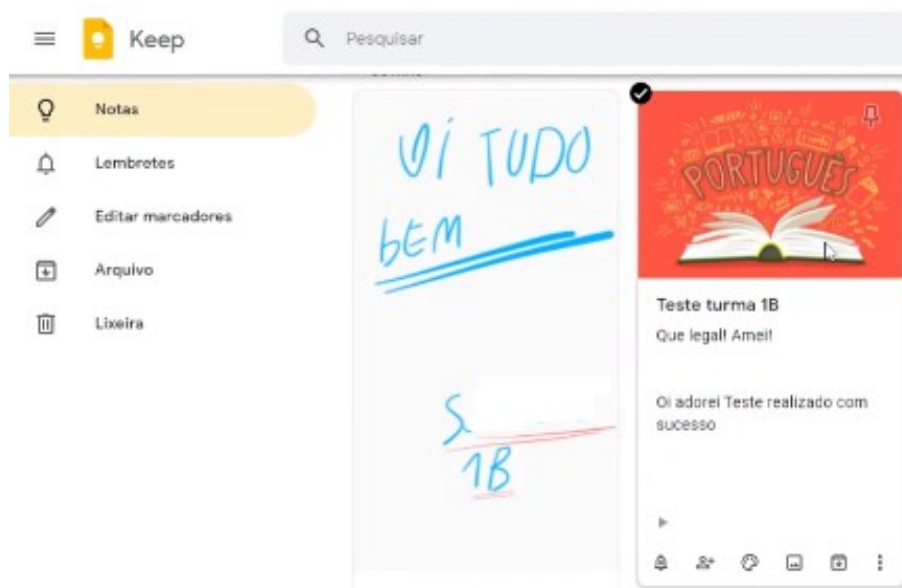 Keep
Pesquisar
Notas
Lembretes
Editar marcadores
Arquivo
Lixeira
Oi TUDO
bEM
S.
1B
PORTUGUÊS
Teste turma 1B
Que legal! Amei!
Oi adorei Teste realizado com
sucesso